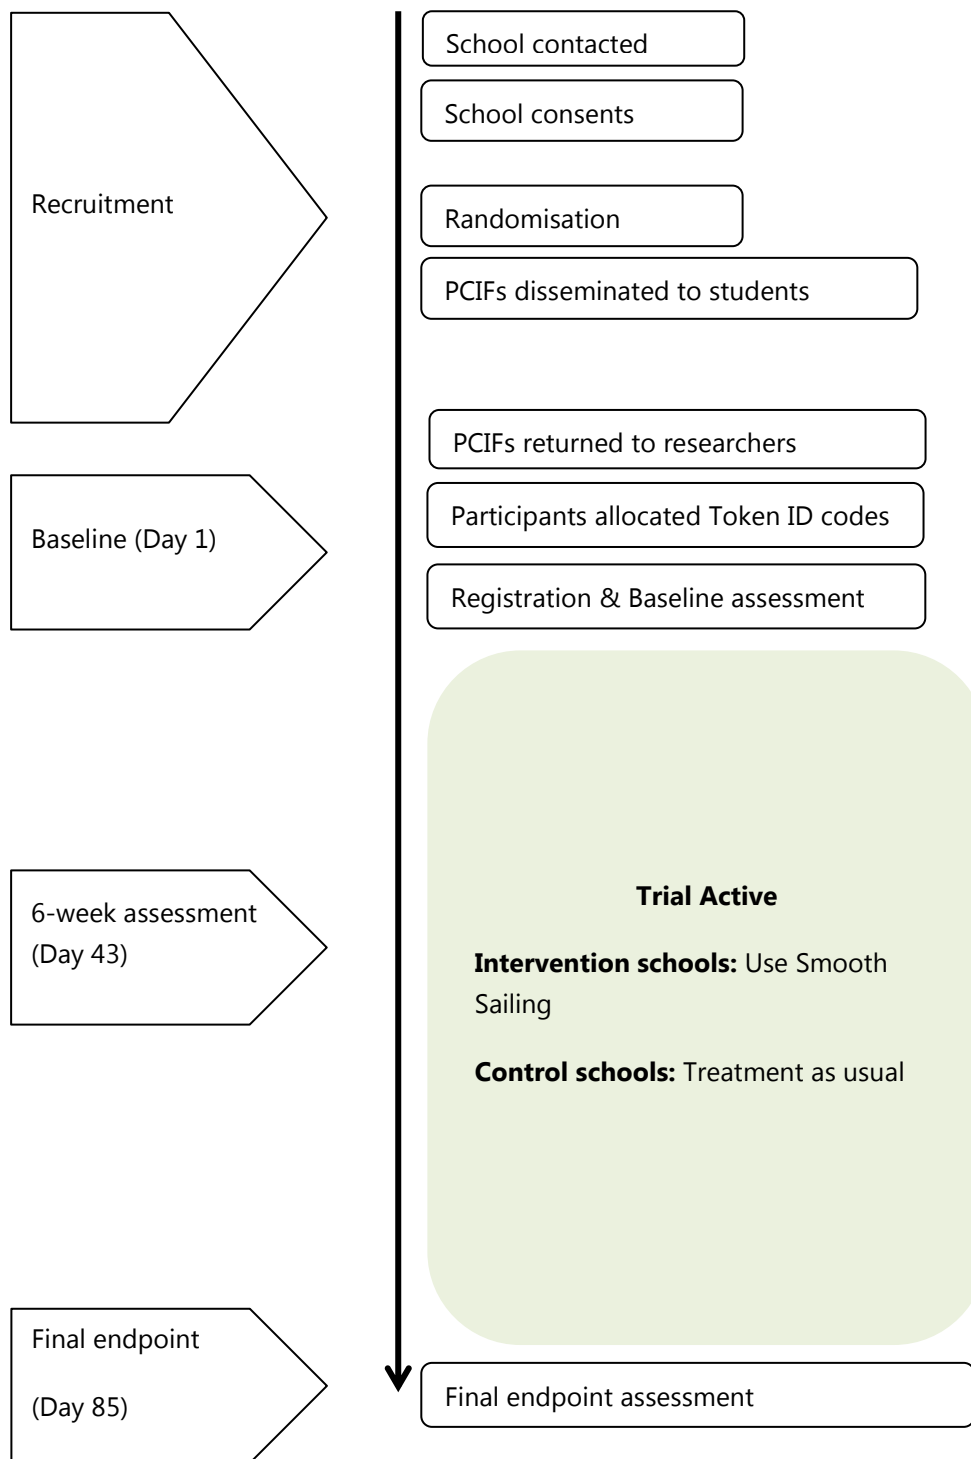 School contacted
School consents
Recruitment
Randomisation
PCIFs disseminated to students
PCIFs returned to researchers
Participants allocated Token ID codes
Baseline (Day 1)
Registration & Baseline assessment
Trial Active
6-week assessment
(Day 43)
Intervention schools: Use Smooth
Sailing
Control schools: Treatment as usual
Final endpoint
(Day 85)
Final endpoint assessment